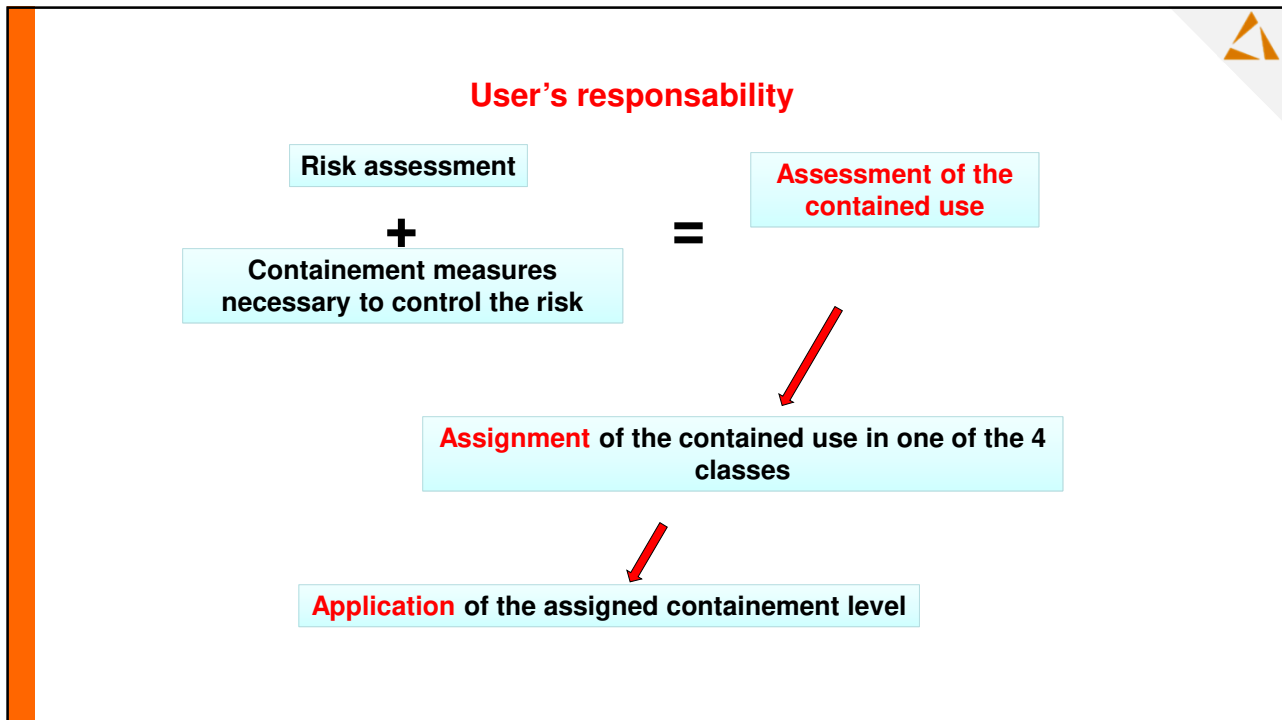 User’s responsability
Risk assessment
+
Containement measures
necessary to control the risk
=
Assessment of the
contained use
Assignment of the contained use in one of the 4
classes
Application of the assigned containement level